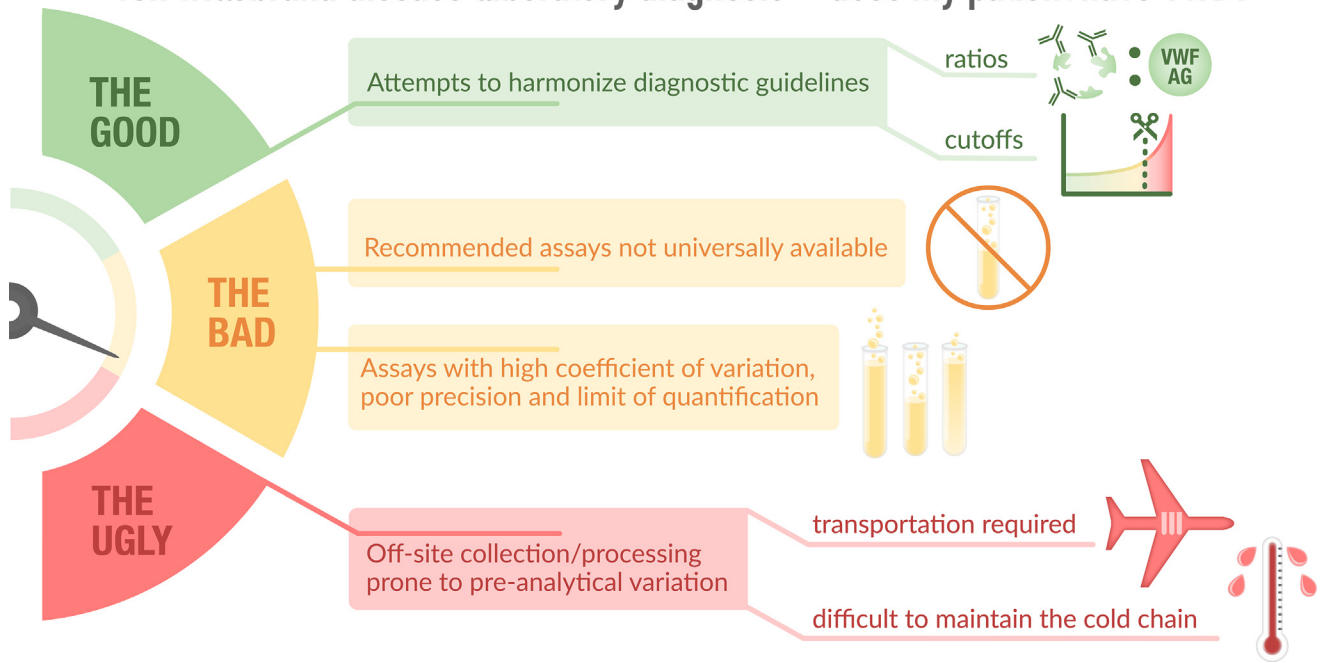 THE
GOOD
Attempts to harmonize diagnostic guidelines
ratios
VWF
AG
cutoffs
THE
BAD
Recommended assays not universally available
Assays with high coefficient of variation,
poor precision and limit of quantification
THE
UGLY
Off-site collection/processing
prone to pre-analytical variation
transportation required
difficult to maintain the cold chain